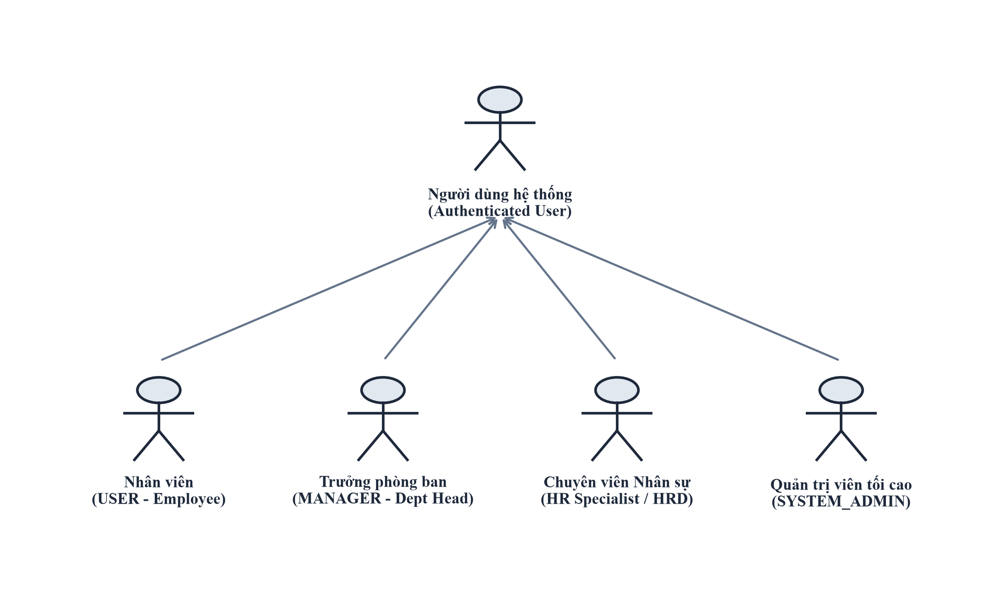 Người dùng hệ thống
(Authenticated User)
Nhân viên
(USER - Employee)
Trưởng phòng ban
(MANAGER - Dept Head)
Chuyên viên Nhân sự
(HR Specialist / HRD)
Quản trị viên tối cao
(SYSTEM_ADMIN)